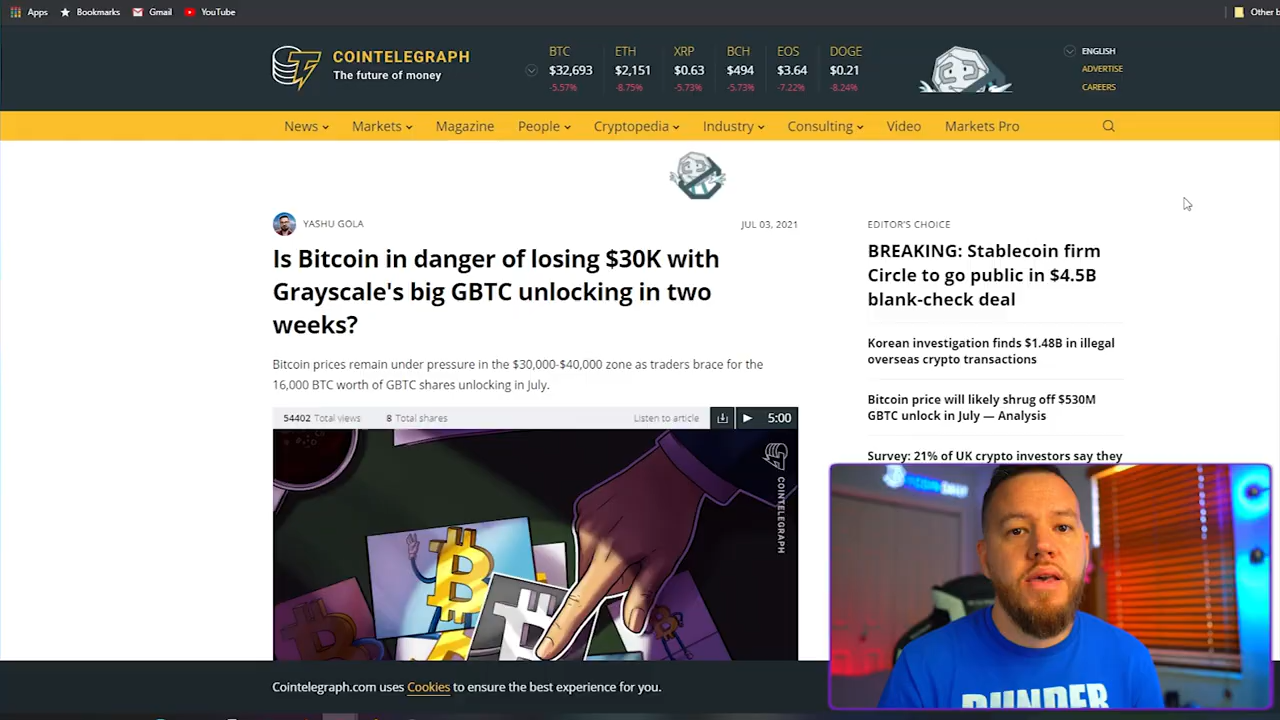 Apps Bookmarks Gmail YouTube Other b
COINTELEGRAPH
The future of money
BTC ETH XRP BCH EOS DOGE
$32,693 $2,151 $0.63 $494 $3.64 $0.21
-5.57% -8.75% -5.73% -5.73% -7.22% -8.24%
ENGLISH
ADVERTISE
CAREERS
News Markets Magazine People Cryptopedia Industry Consulting Video Markets Pro
YASHU GOLA JUL 03, 2021
Is Bitcoin in danger of losing $30K with
Grayscale's big GBTC unlocking in two
weeks?
Bitcoin prices remain under pressure in the $30,000-$40,000 zone as traders brace for the
16,000 BTC worth of GBTC shares unlocking in July.
54402 Total views 8 Total shares Listen to article 5:00
COINTELEGRAPH
EDITOR'S CHOICE
BREAKING: Stablecoin firm
Circle to go public in $4.5B
blank-check deal
Korean investigation finds $1.48B in illegal
overseas crypto transactions
Bitcoin price will likely shrug off $530M
GBTC unlock in July — Analysis
Survey: 21% of UK crypto investors say they
Cointelegraph.com uses Cookies to ensure the best experience for you.
DUNDER